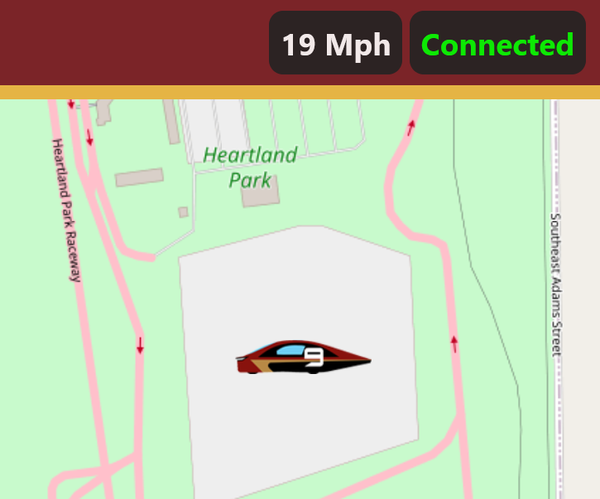 19 Mph
Connected
Heartland
Park
Heartland Park Raceway
Southeast Adams Street
9